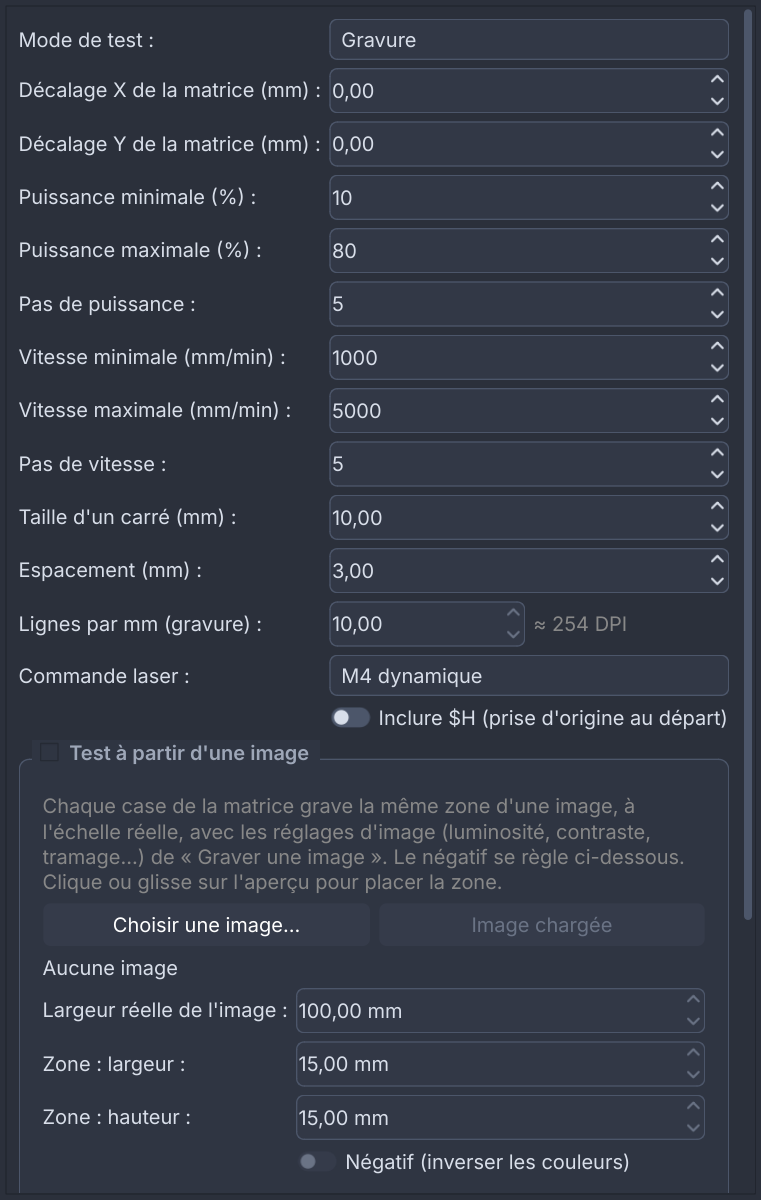 Mode de test : Gravure
Décalage X de la matrice (mm) : 0,00
Décalage Y de la matrice (mm) : 0,00
Puissance minimale (%) : 10
Puissance maximale (%) : 80
Pas de puissance : 5
Vitesse minimale (mm/min) : 1000
Vitesse maximale (mm/min) : 5000
Pas de vitesse : 5
Taille d'un carré (mm) : 10,00
Espacement (mm) : 3,00
Lignes par mm (gravure) : 10,00 ≈ 254 DPI
Commande laser : M4 dynamique
Inclure $H (prise d'origine au départ)
Test à partir d'une image
Chaque case de la matrice grave la même zone d'une image, à
l'échelle réelle, avec les réglages d'image (luminosité, contraste,
tramage...) de « Graver une image ». Le négatif se règle ci-dessous.
Clique ou glisse sur l'aperçu pour placer la zone.
Choisir une image... Image chargée
Aucune image
Largeur réelle de l'image : 100,00 mm
Zone : largeur : 15,00 mm
Zone : hauteur : 15,00 mm
Négatif (inverser les couleurs)